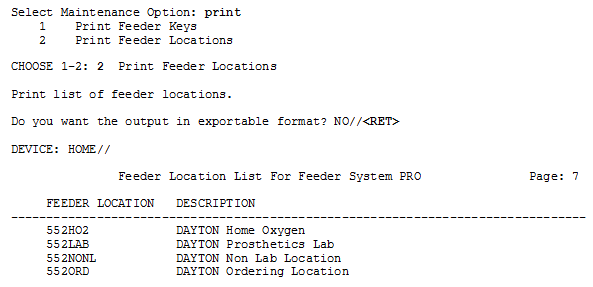 Select Maintenance Option: print
1 Print Feeder Keys
2 Print Feeder Locations
CHOOSE 1-2: 2 Print Feeder Locations
Print list of feeder locations.
Do you want the output in exportable format? NO//<RET>
DEVICE: HOME//
Feeder Location List For Feeder System PRO Page: 7
FEEDER LOCATION DESCRIPTION
--------------------------------------------------------------------------------
552HO2 DAYTON Home Oxygen
552LAB DAYTON Prosthetics Lab
552NONL DAYTON Non Lab Location
552ORD DAYTON Ordering Location